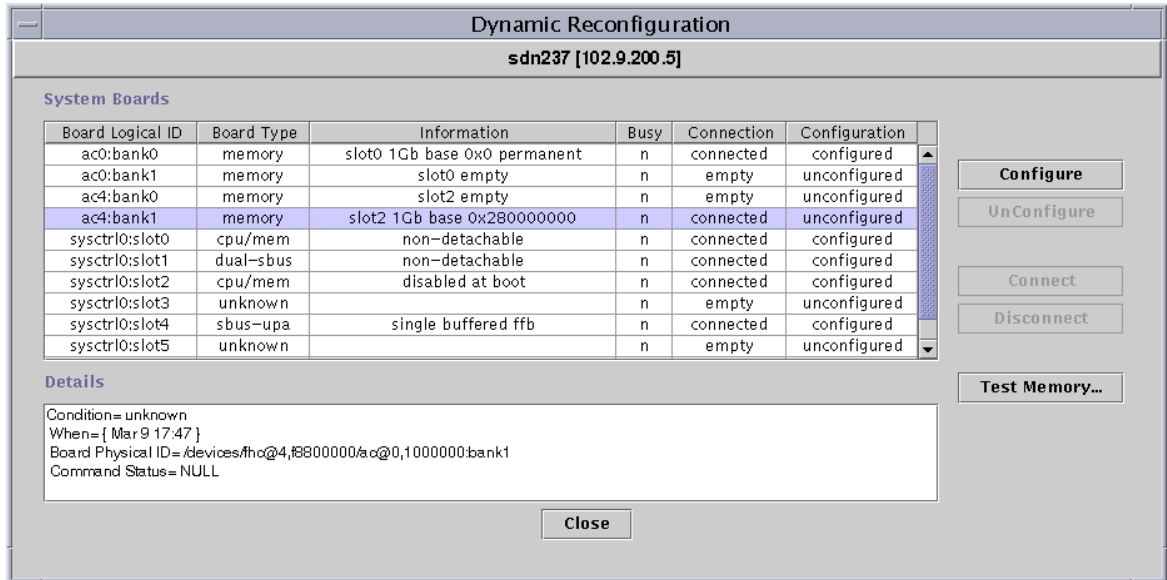 Dynamic Reconfiguration
sdn237 [102.9.200.5]
System Boards
Board Logical ID Board Type Information Busy Connection Configuration
ac0:bank0 memory slot0 1Gb base 0x0 permanent n connected configured
ac0:bank1 memory slot0 empty n empty unconfigured
ac4:bank0 memory slot2 empty n empty unconfigured
ac4:bank1 memory slot2 1Gb base 0x280000000 n connected unconfigured
sysctrl0:slot0 cpu/mem non-detachable n connected configured
sysctrl0:slot1 dual-sbus non-detachable n connected configured
sysctrl0:slot2 cpu/mem disabled at boot n connected configured
sysctrl0:slot3 unknown n empty unconfigured
sysctrl0:slot4 sbus-upa single buffered ffb n connected configured
sysctrl0:slot5 unknown n empty unconfigured
Configure
UnConfigure
Connect
Disconnect
Test Memory...
Details
Condition= unknown
When= { Mar 9 17:47 }
Board Physical ID= /devices/fhc@4,f8800000/ac@0,1000000:bank1
Command Status= NULL
Close